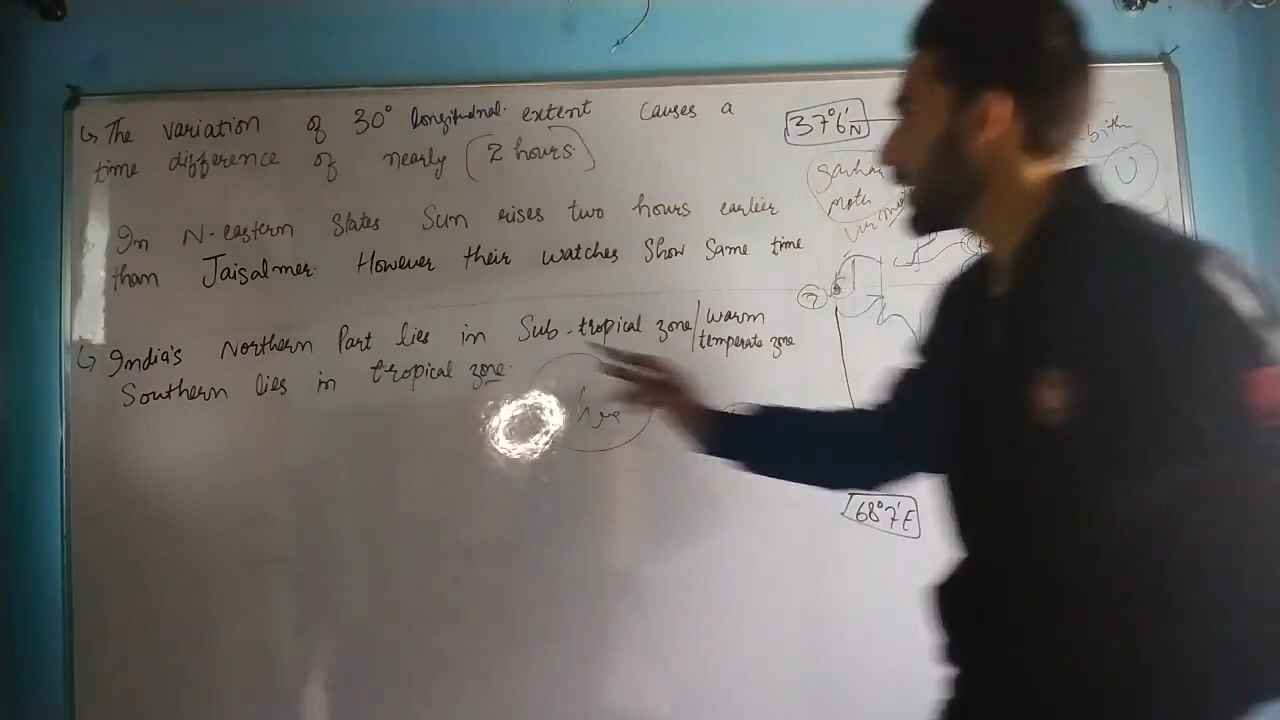 ↳ The variation of 30° longitudnal extent causes a
time difference of nearly (2 hours)
In N-eastern States Sun rises two hours earlier
than Jaisalmer. However their watches Show Same time
↳ India's Northern Part lies in Sub-tropical zone/warm temperate zone
Southern lies in tropical zone.
37°6'N
68°7'E